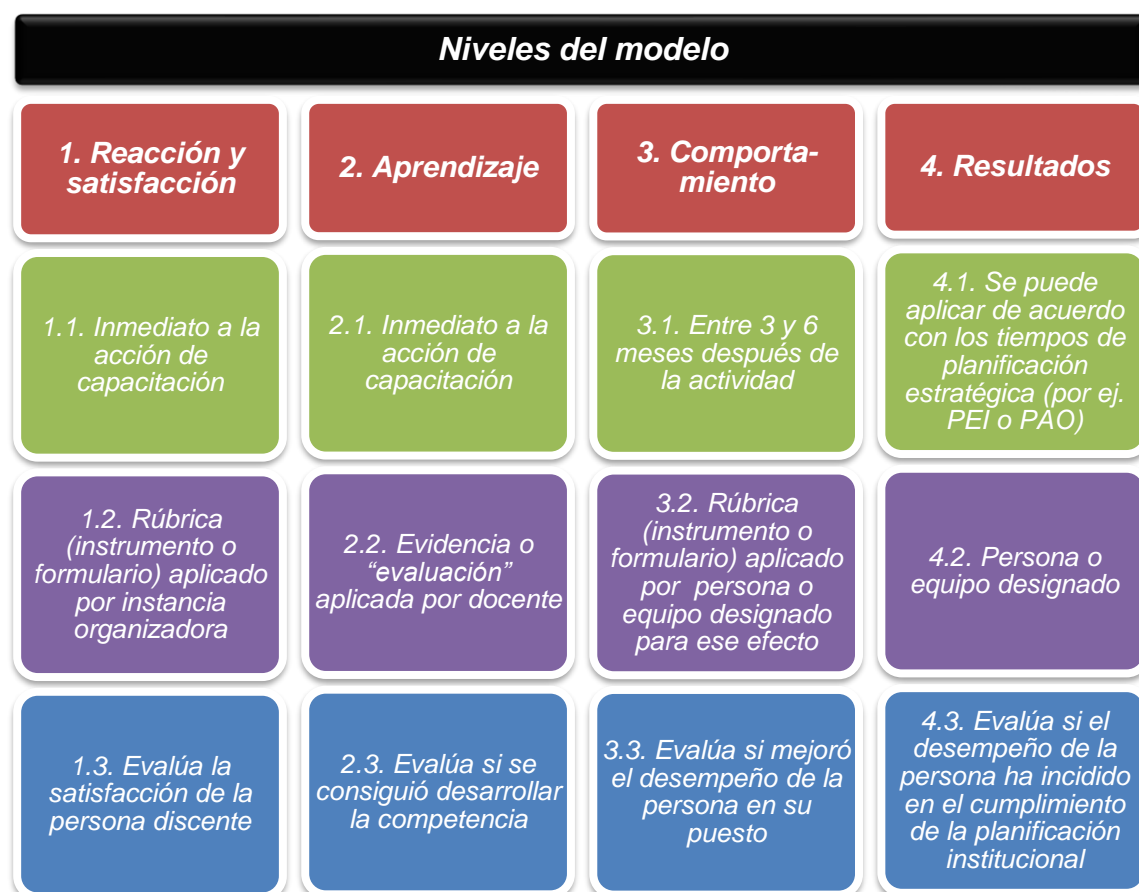 Niveles del modelo
1. Reacción y
satisfacción
2. Aprendizaje
3. Comporta-
miento
4. Resultados
1.1. Inmediato a la
acción de
capacitación
2.1. Inmediato a la
acción de
capacitación
3.1. Entre 3 y 6
meses después de
la actividad
4.1. Se puede
aplicar de acuerdo
con los tiempos de
planificación
estratégica (por ej.
PEI o PAO)
1.2. Rúbrica
(instrumento o
formulario) aplicado
por instancia
organizadora
2.2. Evidencia o
“evaluación”
aplicada por docente
3.2. Rúbrica
(instrumento o
formulario) aplicado
por persona o
equipo designado
para ese efecto
4.2. Persona o
equipo designado
1.3. Evalúa la
satisfacción de la
persona discente
2.3. Evalúa si se
consiguió desarrollar
la competencia
3.3. Evalúa si mejoró
el desempeño de la
persona en su
puesto
4.3. Evalúa si el
desempeño de la
persona ha incidido
en el cumplimiento
de la planificación
institucional